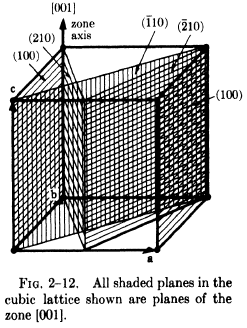 [001]
zone
axis
(1̄10)
(2̄10)
(210)
(100)
(100)
c
b
a
FIG. 2-12. All shaded planes in the
cubic lattice shown are planes of the
zone [001].